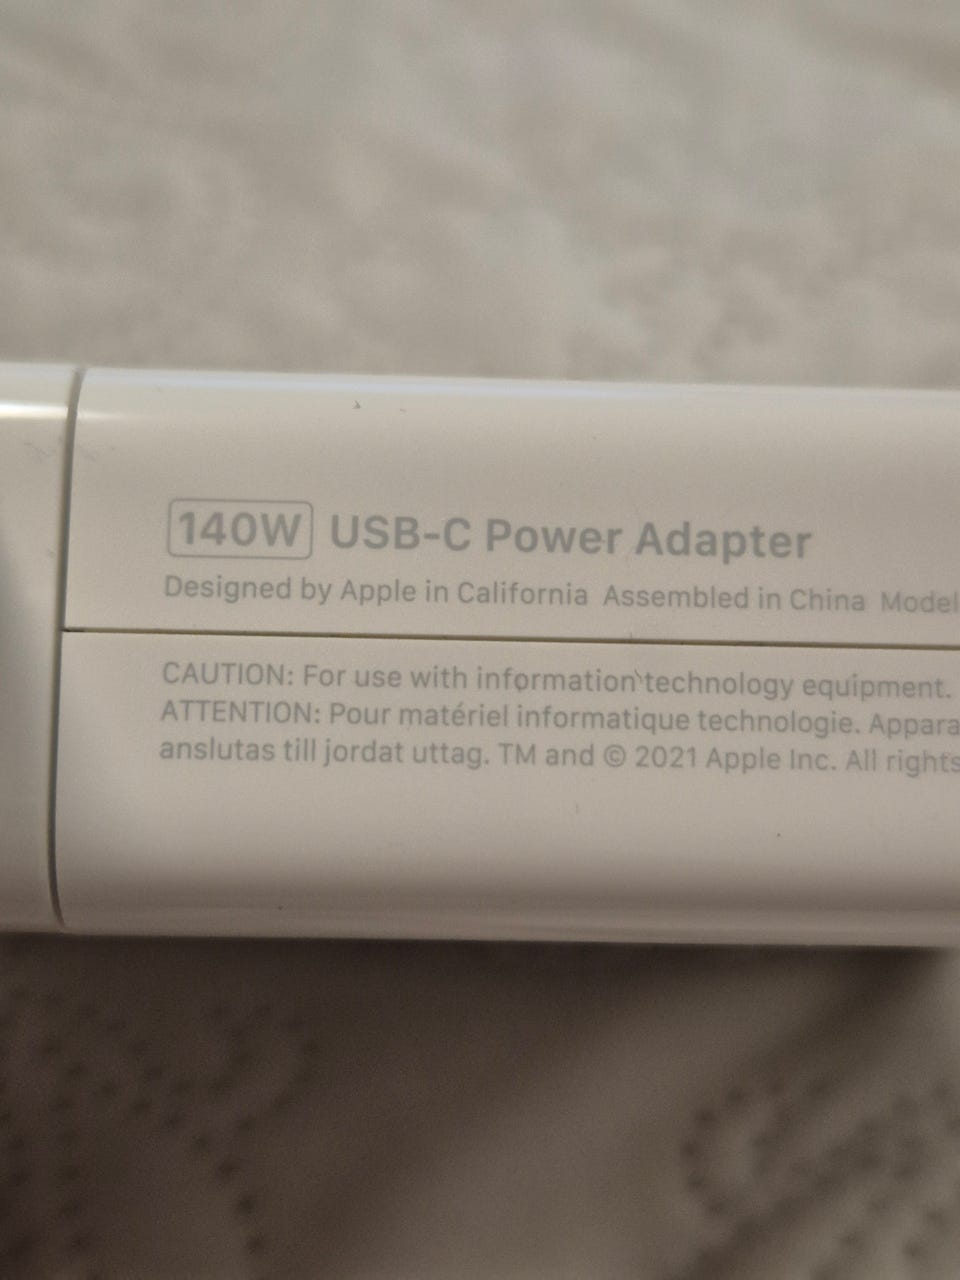 140W USB-C Power Adapter
Designed by Apple in California Assembled in China Model
CAUTION: For use with information technology equipment.
ATTENTION: Pour matériel informatique technologie. Appara
anslutas till jordat uttag. TM and © 2021 Apple Inc. All rights